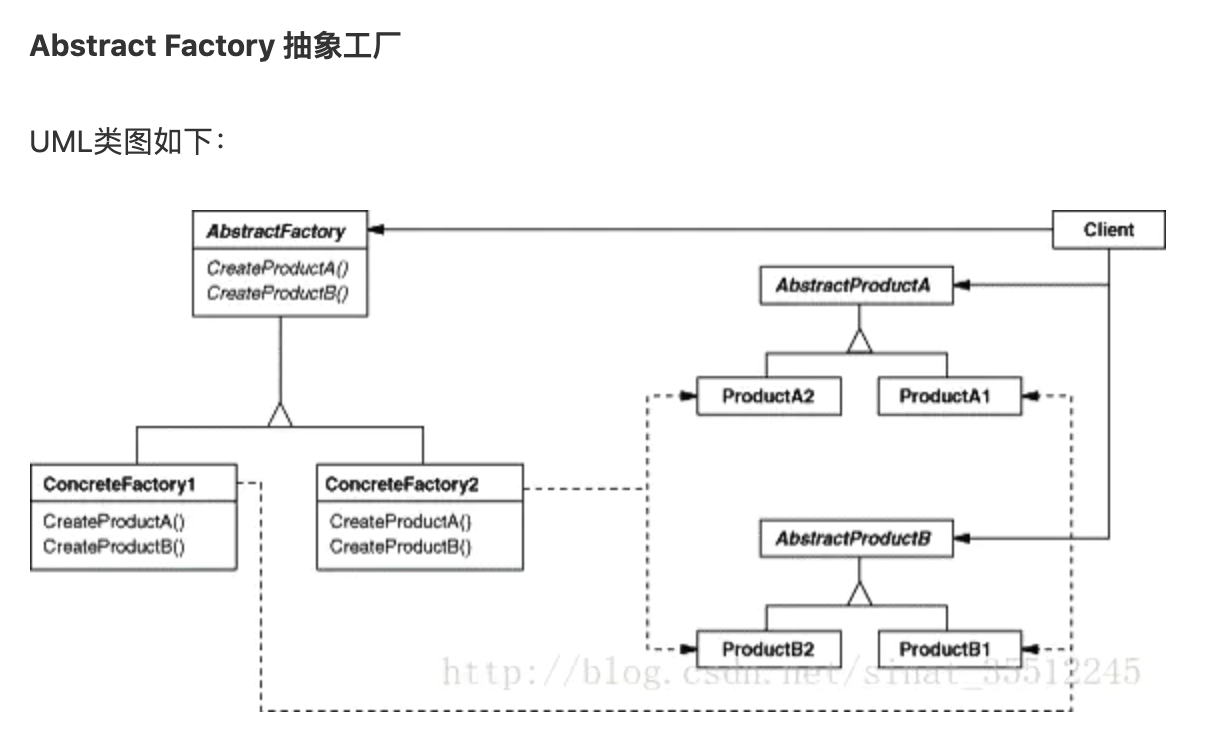 Abstract Factory 抽象工厂
UML类图如下：
AbstractFactory
CreateProductA()
CreateProductB()
Client
AbstractProductA
ProductA2
ProductA1
ConcreteFactory1
CreateProductA()
CreateProductB()
ConcreteFactory2
CreateProductA()
CreateProductB()
AbstractProductB
ProductB2
ProductB1
http://blog.csdn.net/sinat_35512245